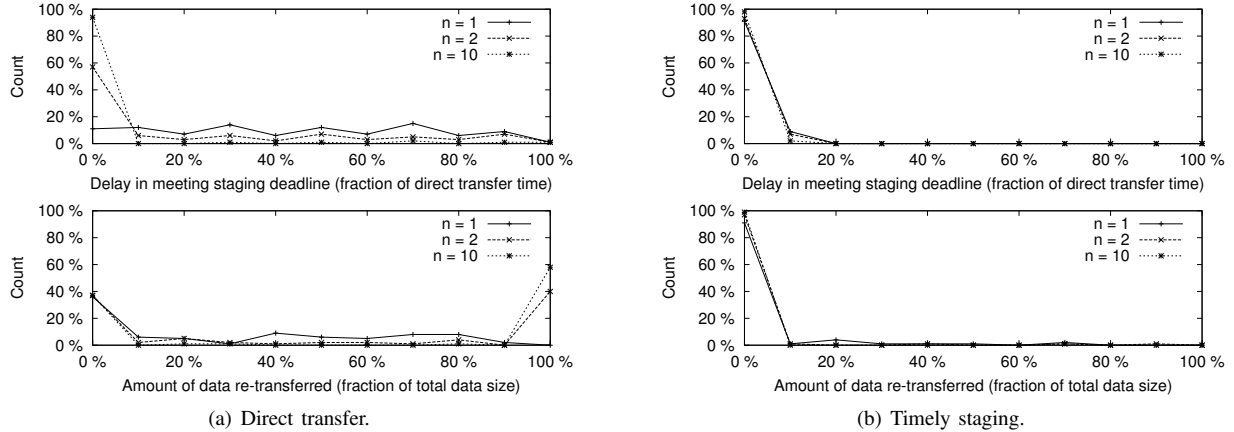 100 %
80 %
60 %
40 %
20 %
0 %
Count
n = 1
n = 2
n = 10
0 % 20 % 40 % 60 % 80 % 100 %
Delay in meeting staging deadline (fraction of direct transfer time)
100 %
80 %
60 %
40 %
20 %
0 %
Count
n = 1
n = 2
n = 10
0 % 20 % 40 % 60 % 80 % 100 %
Amount of data re-transferred (fraction of total data size)
(a) Direct transfer.
100 %
80 %
60 %
40 %
20 %
0 %
Count
n = 1
n = 2
n = 10
0 % 20 % 40 % 60 % 80 % 100 %
Delay in meeting staging deadline (fraction of direct transfer time)
100 %
80 %
60 %
40 %
20 %
0 %
Count
n = 1
n = 2
n = 10
0 % 20 % 40 % 60 % 80 % 100 %
Amount of data re-transferred (fraction of total data size)
(b) Timely staging.